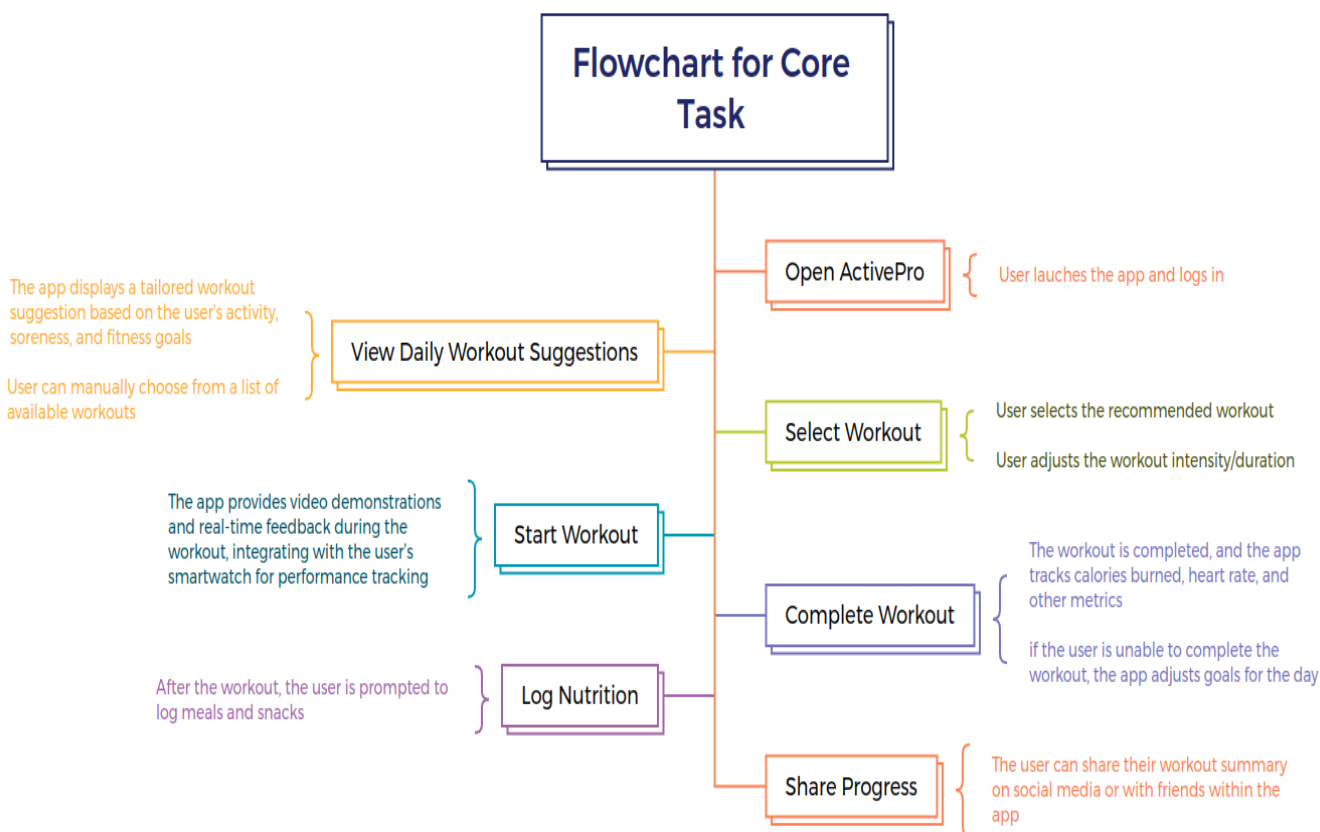 Flowchart for Core
Task
Open ActivePro
User lauches the app and logs in
The app displays a tailored workout
suggestion based on the user's activity,
soreness, and fitness goals
User can manually choose from a list of
available workouts
View Daily Workout Suggestions
Select Workout
User selects the recommended workout
User adjusts the workout intensity/duration
The app provides video demonstrations
and real-time feedback during the
workout, integrating with the user's
smartwatch for performance tracking
Start Workout
Complete Workout
The workout is completed, and the app
tracks calories burned, heart rate, and
other metrics
if the user is unable to complete the
workout, the app adjusts goals for the day
After the workout, the user is prompted to
log meals and snacks
Log Nutrition
Share Progress
The user can share their workout summary
on social media or with friends within the
app